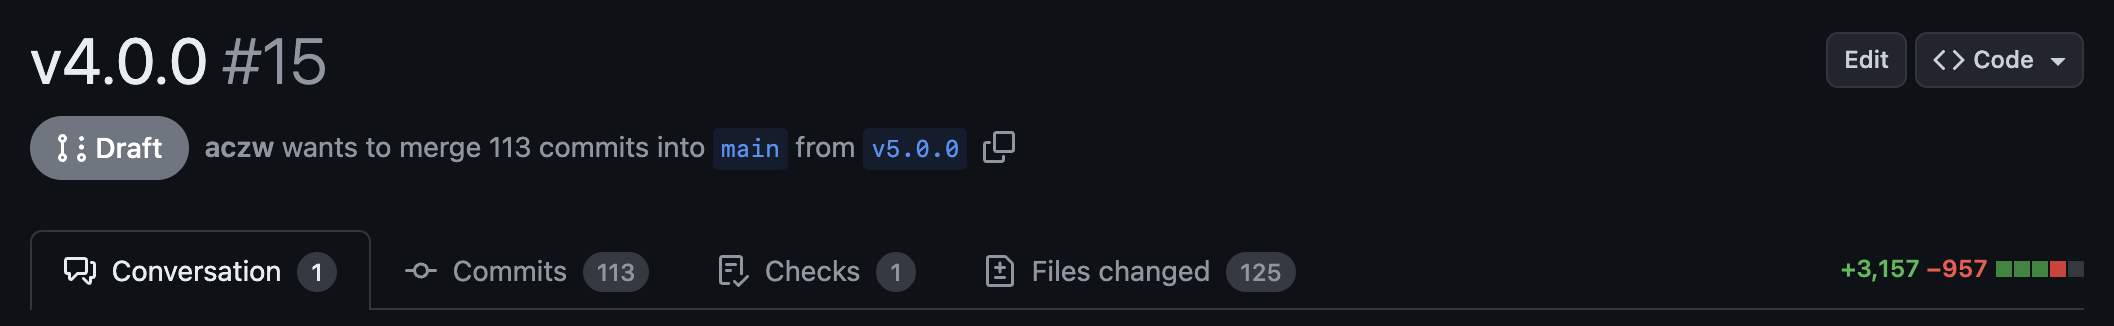 v4.0.0 #15
Edit
Code
Draft
aczw wants to merge 113 commits into main from v5.0.0
Conversation 1
Commits 113
Checks 1
Files changed 125
+3,157 −957